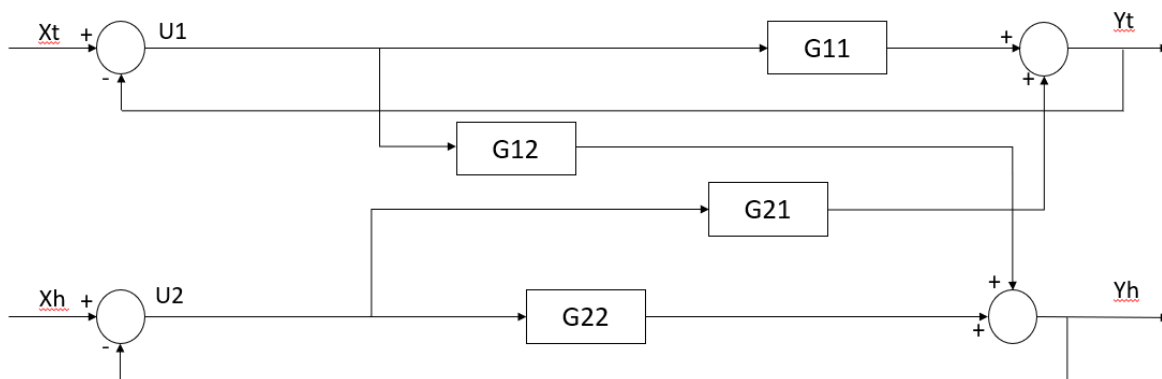 Xt + U1 G11 + Yt
- +
G12
G21
Xh + U2 + Yh
- G22 +